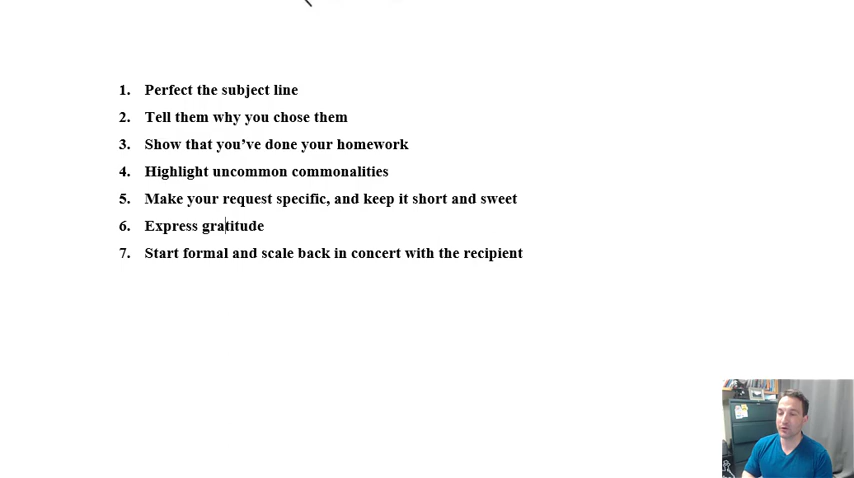 1. Perfect the subject line
2. Tell them why you chose them
3. Show that you’ve done your homework
4. Highlight uncommon commonalities
5. Make your request specific, and keep it short and sweet
6. Express gratitude
7. Start formal and scale back in concert with the recipient